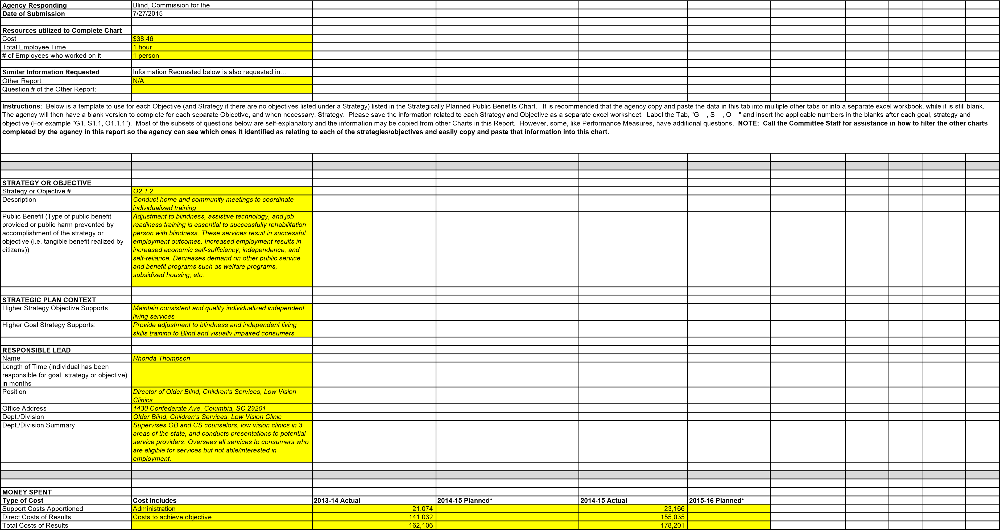 Agency Responding Blind, Commission for the
Date of Submission 7/27/2015
Resources utilized to Complete Chart
Cost $38.46
Total Employee Time 1 hour
# of Employees who worked on it 1 person
Similar Information Requested Information Requested below is also requested in…
Other Report: N/A
Question # of the Other Report:
Instructions:  Below is a template to use for each Objective (and Strategy if there are no objectives listed under a Strategy) listed in the Strategically Planned Public Benefits Chart.   It is recommended that the agency copy and paste the data in this tab into multiple other tabs or into a separate excel workbook, while it is still blank.
The agency will then have a blank version to complete for each separate Objective, and when necessary, Strategy.  Please save the information related to each Strategy and Objective as a separate excel worksheet.  Label the Tab, "G__, S__, O__" and insert the applicable numbers in the blanks after each goal, strategy and
objective (For example "G1, S1.1, O1.1.1").  Most of the subsets of questions below are self-explanatory and the information may be copied from other Charts in this Report.  However, some, like Performance Measures, have additional questions.  NOTE:  Call the Committee Staff for assistance in how to filter the other charts
completed by the agency in this report so the agency can see which ones it identified as relating to each of the strategies/objectives and easily copy and paste that information into this chart.
STRATEGY OR OBJECTIVE
Strategy or Objective # O2.1.2
Description
Conduct home and community meetings to coordinate
individualized training
Public Benefit (Type of public benefit
provided or public harm prevented by
accomplishment of the strategy or
objective (i.e. tangible benefit realized by
citizens))
Adjustment to blindness, assistive technology, and job
readiness training is essential to successfully rehabilitation
person with blindness. These services result in successful
employment outcomes. Increased employment results in
increased economic self-sufficiency, independence, and
self-reliance. Decreases demand on other public service
and benefit programs such as welfare programs,
subsidized housing, etc.
STRATEGIC PLAN CONTEXT
Higher Strategy Objective Supports:
Maintain consistent and quality individualized independent
living services
Higher Goal Strategy Supports:
Provide adjustment to blindness and independent living
skills training to Blind and visually impaired consumers
RESPONSIBLE LEAD
Name Rhonda Thompson
Length of Time (individual has been
responsible for goal, strategy or objective)
in months
Position
Director of Older Blind, Children's Services, Low Vision
Clinics
Office Address 1430 Confederate Ave. Columbia, SC 29201
Dept./Division Older Blind, Children's Services, Low Vision Clinic
Dept./Division Summary
Supervises OB and CS counselors, low vision clinics in 3
areas of the state, and conducts presentations to potential
service providers. Oversees all services to consumers who
are eligible for services but not able/interested in
employment.
MONEY SPENT
Type of Cost Cost Includes 2013-14 Actual 2014-15 Planned* 2014-15 Actual 2015-16 Planned*
Support Costs Apportioned Administration 21,074 23,166
Direct Costs of Results Costs to achieve objective 141,032 155,035
Total Costs of Results 162,106 178,201